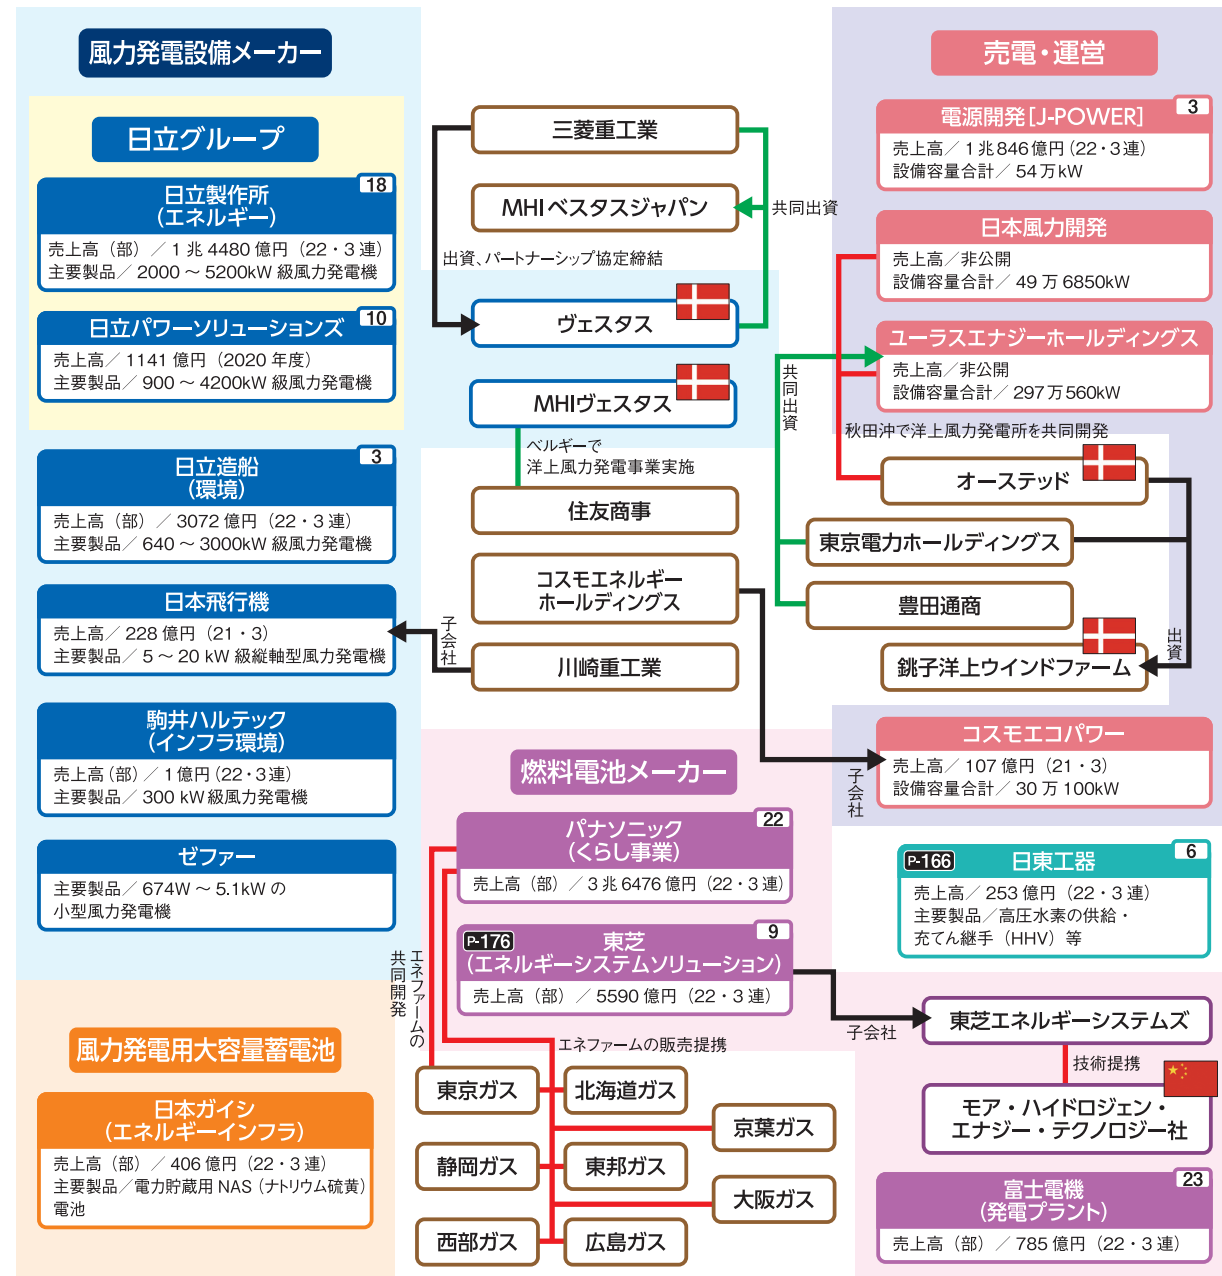 風力発電設備メーカー
日立グループ
18
日立製作所
(エネルギー)
売上高（部）／1兆4480億円（22・3連）
主要製品／2000～5200kW級風力発電機
10
日立パワーソリューションズ
売上高／1141億円（2020年度）
主要製品／900～4200kW級風力発電機
3
日立造船
(環境)
売上高（部）／3072億円（22・3連）
主要製品／640～3000kW級風力発電機
日本飛行機
売上高／228億円（21・3）
主要製品／5～20kW級縦軸型風力発電機
駒井ハルテック
(インフラ環境)
売上高（部）／1億円（22・3連）
主要製品／300kW級風力発電機
ゼファー
主要製品／674W～5.1kWの
小型風力発電機
風力発電用大容量蓄電池
日本ガイシ
(エネルギーインフラ)
売上高（部）／406億円（22・3連）
主要製品／電力貯蔵用NAS（ナトリウム硫黄）
電池
三菱重工業
MHIベスタスジャパン
共同出資
出資、パートナーシップ協定締結
ヴェスタス
MHIヴェスタス
ベルギーで
洋上風力発電事業実施
住友商事
コスモエネルギー
ホールディングス
川崎重工業
子会社
燃料電池メーカー
22
パナソニック
(くらし事業)
売上高（部）／3兆6476億円（22・3連）
P-176
9
東芝
(エネルギーシステムソリューション)
売上高（部）／5590億円（22・3連）
エネファームの
共同開発
エネファームの販売提携
東京ガス
北海道ガス
京葉ガス
静岡ガス
東邦ガス
大阪ガス
西部ガス
広島ガス
売電・運営
3
電源開発[J-POWER]
売上高／1兆846億円（22・3連）
設備容量合計／54万kW
日本風力開発
売上高／非公開
設備容量合計／49万6850kW
ユーラスエナジーホールディングス
売上高／非公開
設備容量合計／297万560kW
共同出資
秋田沖で洋上風力発電所を共同開発
オーステッド
東京電力ホールディングス
豊田通商
出資
銚子洋上ウインドファーム
コスモエコパワー
売上高／107億円（21・3）
設備容量合計／30万100kW
子会社
P-166
6
日東工器
売上高／253億円（22・3連）
主要製品／高圧水素の供給・
充てん継手（HHV）等
子会社
東芝エネルギーシステムズ
技術提携
モア・ハイドロジェン・
エナジー・テクノロジー社
23
富士電機
(発電プラント)
売上高（部）／785億円（22・3連）